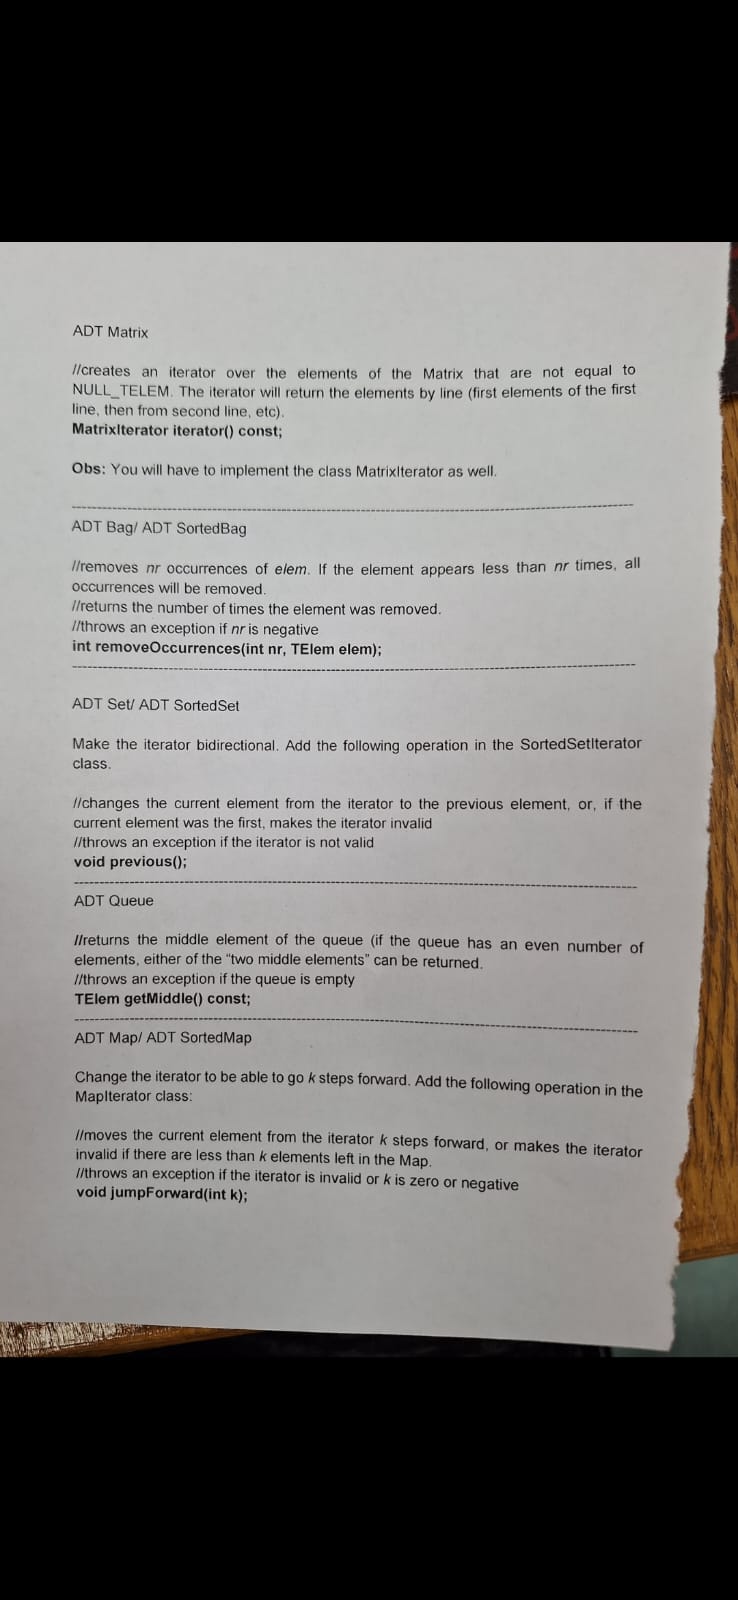 ADT Matrix
//creates an iterator over the elements of the Matrix that are not equal to
NULL_TELEM. The iterator will return the elements by line (first elements of the first
line, then from second line, etc).
MatrixIterator iterator() const;
Obs: You will have to implement the class MatrixIterator as well.
ADT Bag/ ADT SortedBag
//removes nr occurrences of elem. If the element appears less than nr times, all
occurrences will be removed.
//returns the number of times the element was removed.
//throws an exception if nr is negative
int removeOccurrences(int nr, TElem elem);
ADT Set/ ADT SortedSet
Make the iterator bidirectional. Add the following operation in the SortedSetIterator
class.
//changes the current element from the iterator to the previous element, or, if the
current element was the first, makes the iterator invalid
//throws an exception if the iterator is not valid
void previous();
ADT Queue
//returns the middle element of the queue (if the queue has an even number of
elements, either of the “two middle elements” can be returned.
//throws an exception if the queue is empty
TElem getMiddle() const;
ADT Map/ ADT SortedMap
Change the iterator to be able to go k steps forward. Add the following operation in the
MapIterator class:
//moves the current element from the iterator k steps forward, or makes the iterator
invalid if there are less than k elements left in the Map.
//throws an exception if the iterator is invalid or k is zero or negative
void jumpForward(int k);